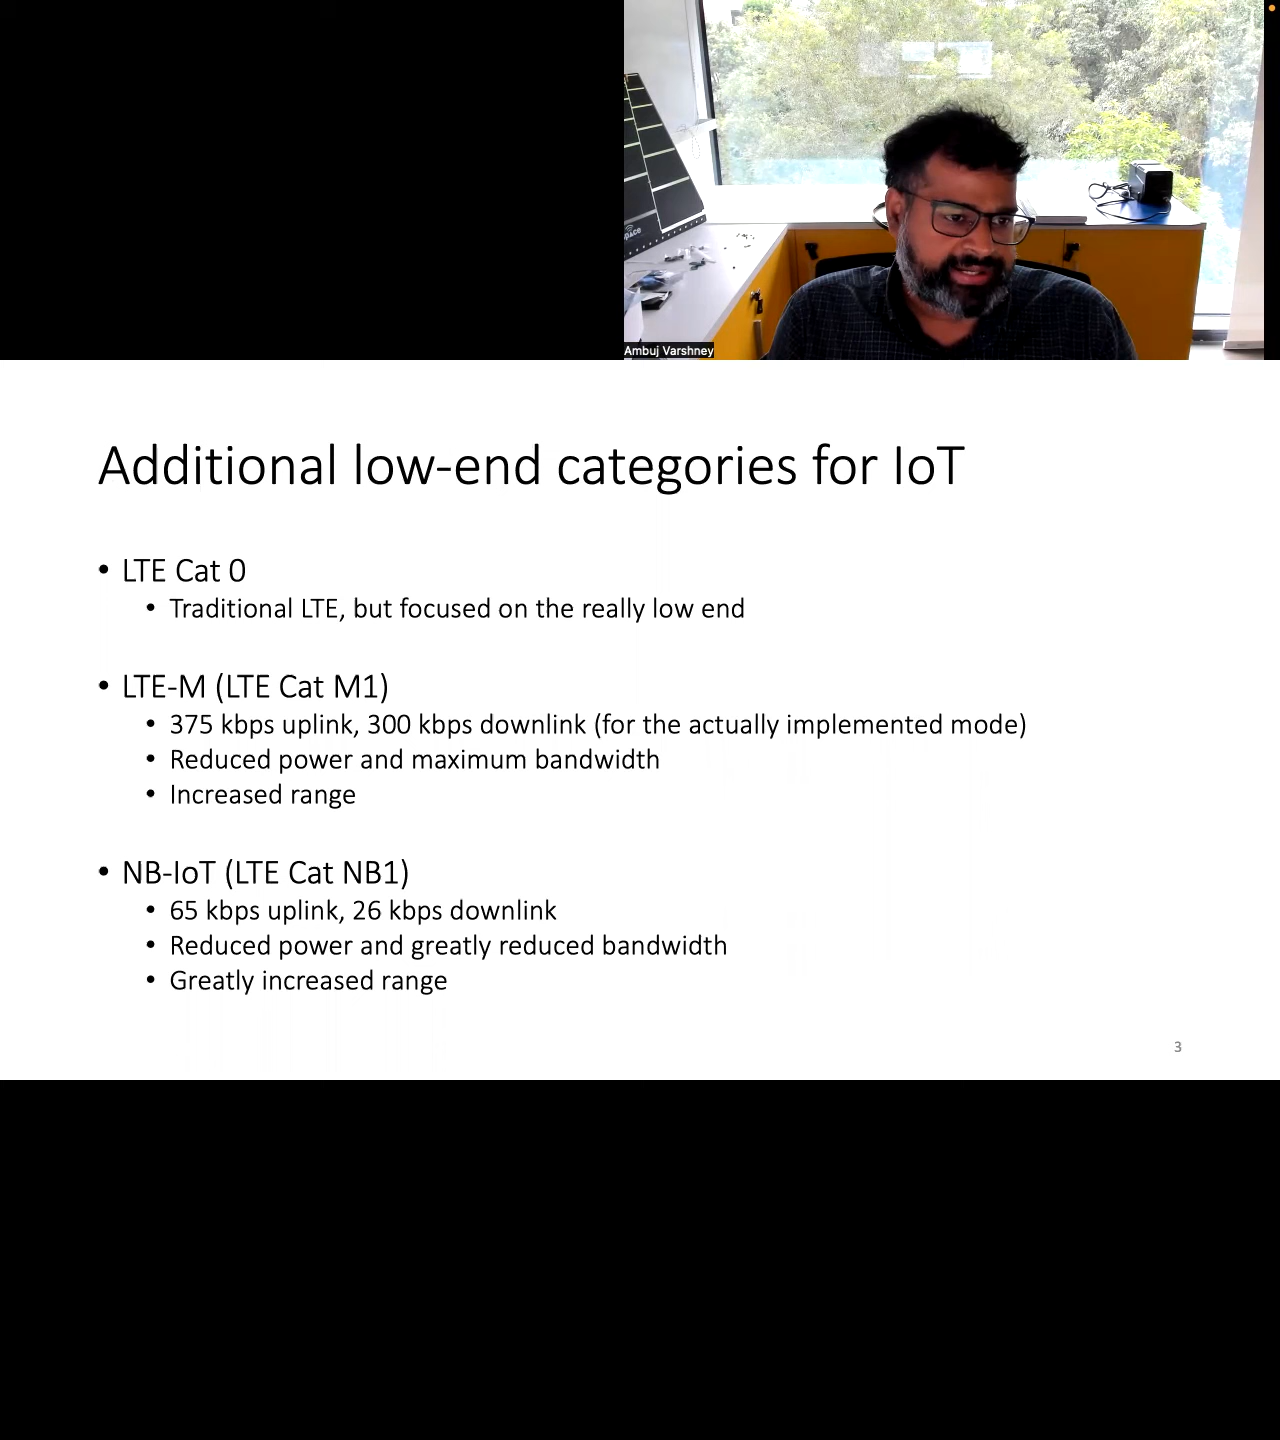 space
Ambuj Varshney
Additional low-end categories for IoT
• LTE Cat 0
• Traditional LTE, but focused on the really low end
• LTE-M (LTE Cat M1)
• 375 kbps uplink, 300 kbps downlink (for the actually implemented mode)
• Reduced power and maximum bandwidth
• Increased range
• NB-IoT (LTE Cat NB1)
• 65 kbps uplink, 26 kbps downlink
• Reduced power and greatly reduced bandwidth
• Greatly increased range
3